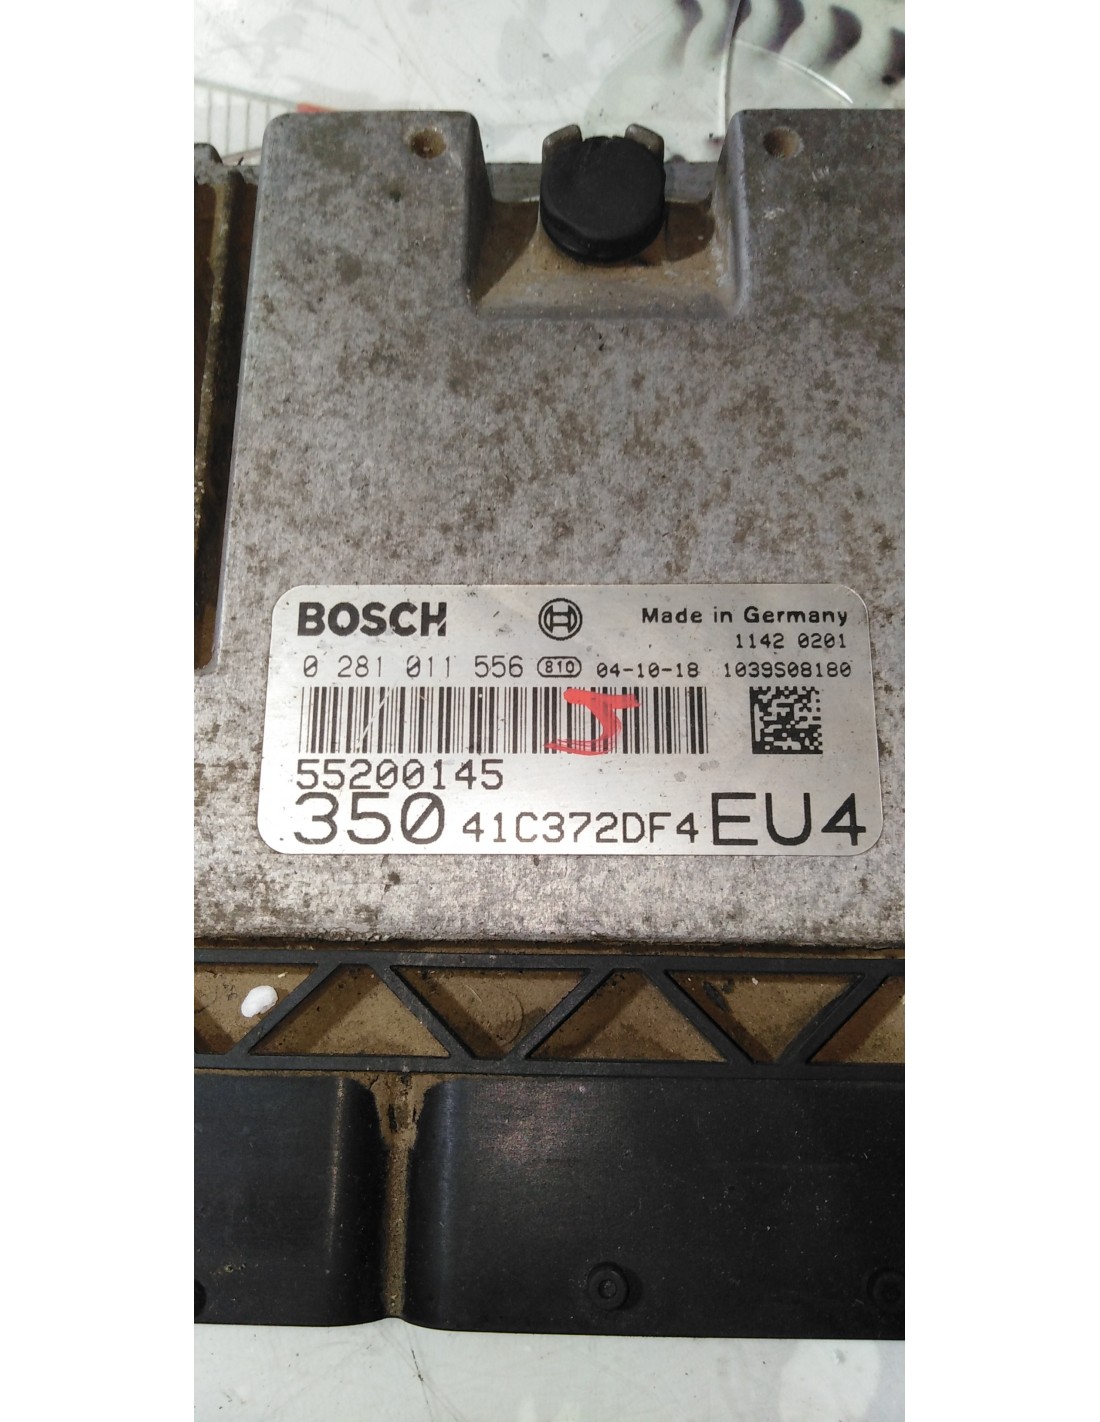 BOSCH Made in Germany
1142 0201
0 281 011 556 810 04-10-18 1039S08180
55200145
350 41C372DF4 EU4